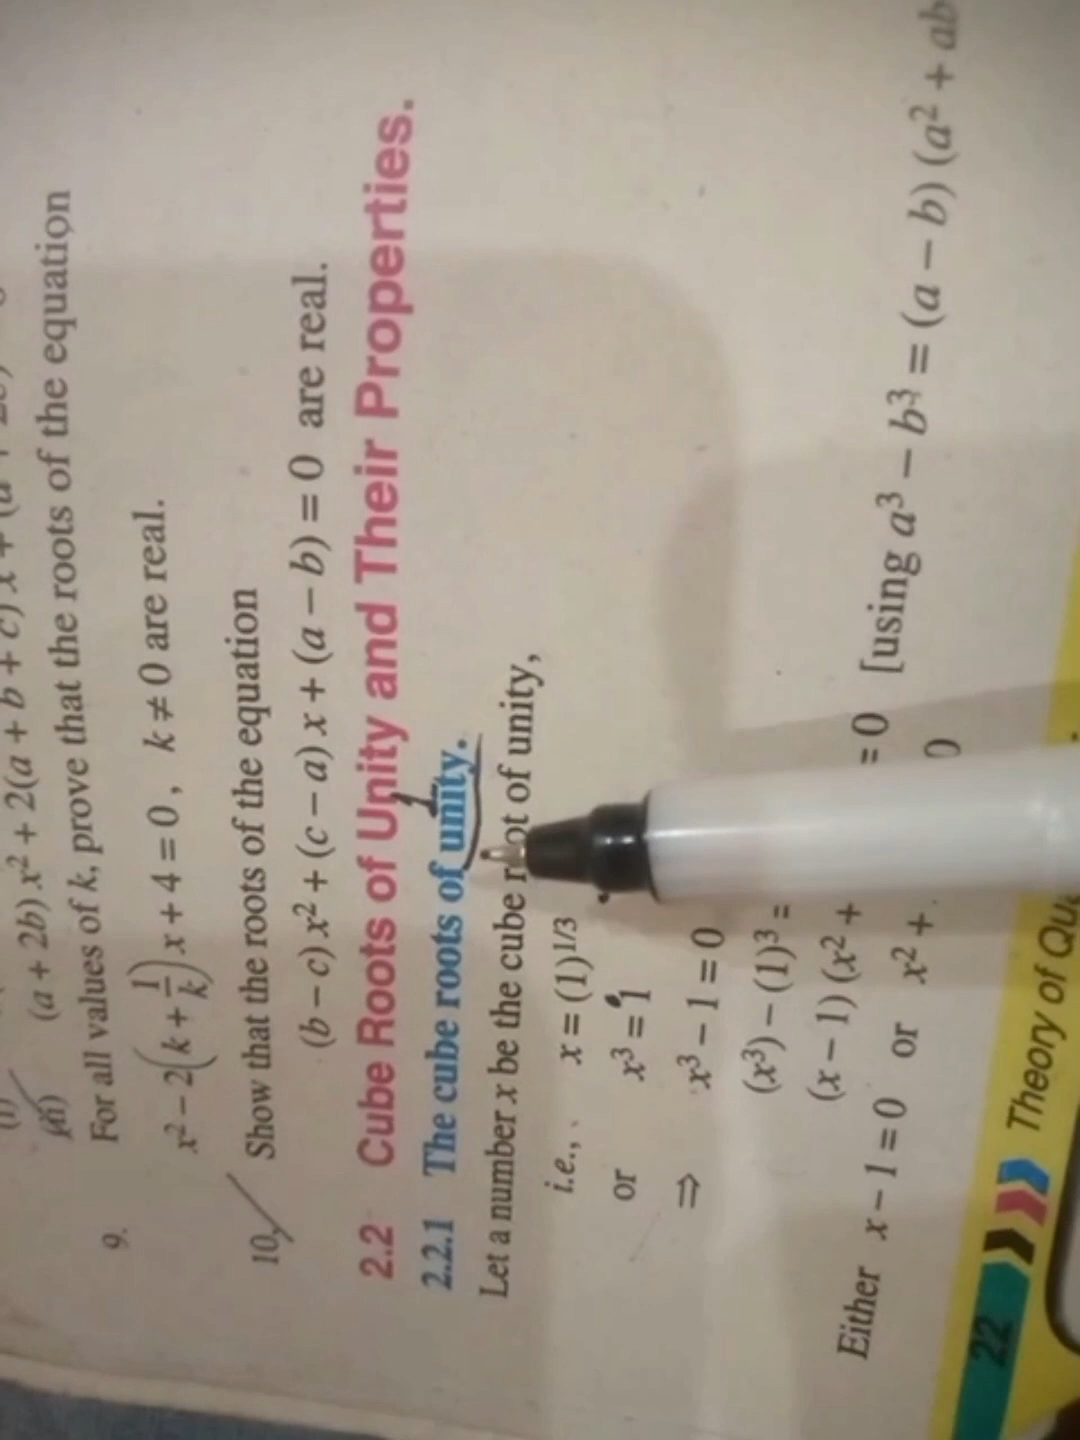 (ii) (a + 2b) x² + 2(a + b + c) x +
9. For all values of k, prove that the roots of the equation
x² − 2(k + 1/k) x + 4 = 0, k ≠ 0 are real.
10. Show that the roots of the equation
(b − c) x² + (c − a) x + (a − b) = 0 are real.
2.2 Cube Roots of Unity and Their Properties.
2.2.1 The cube roots of unity.
1
Let a number x be the cube root of unity,
i.e., x = (1)^1/3
or x³ = 1
⇒ x³ − 1 = 0
(x³) − (1)³ =
(x − 1) (x² + = 0 [using a³ − b³ = (a − b) (a² + ab
Either x − 1 = 0 or x² + 0
22 Theory of